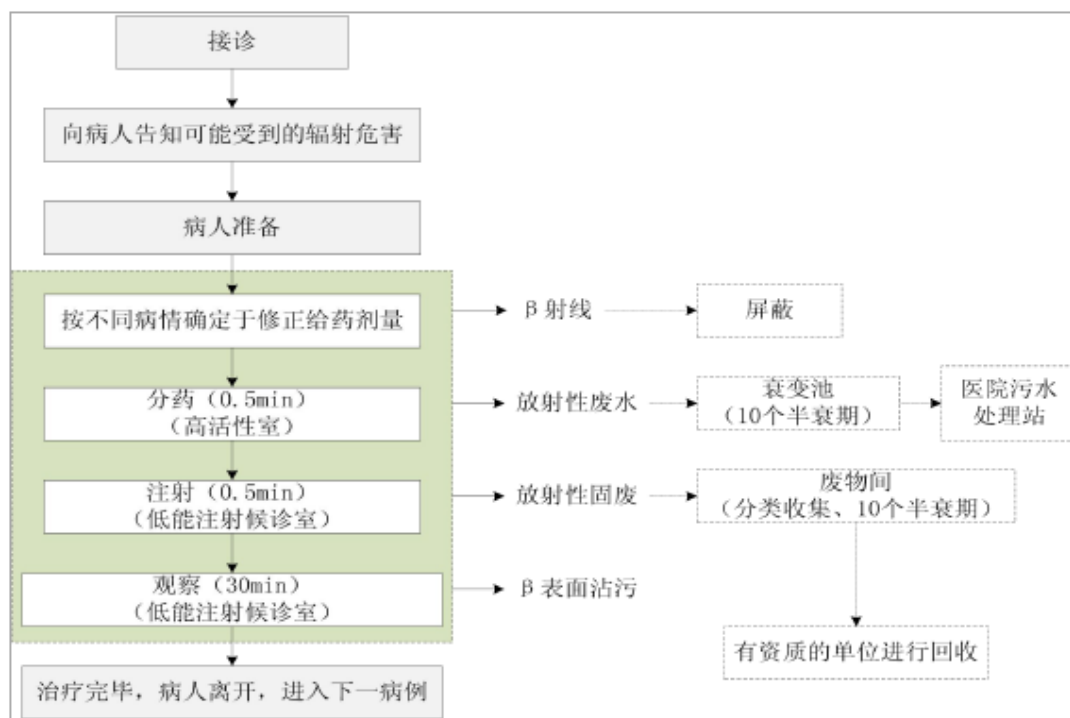 接诊
向病人告知可能受到的辐射危害
病人准备
按不同病情确定于修正给药剂量
β射线
屏蔽
分药（0.5min）
（高活性室）
放射性废水
衰变池
（10个半衰期）
医院污水
处理站
注射（0.5min）
（低能注射候诊室）
放射性固废
废物间
（分类收集、10个半衰期）
观察（30min）
（低能注射候诊室）
β表面沾污
有资质的单位进行回收
治疗完毕，病人离开，进入下一病例